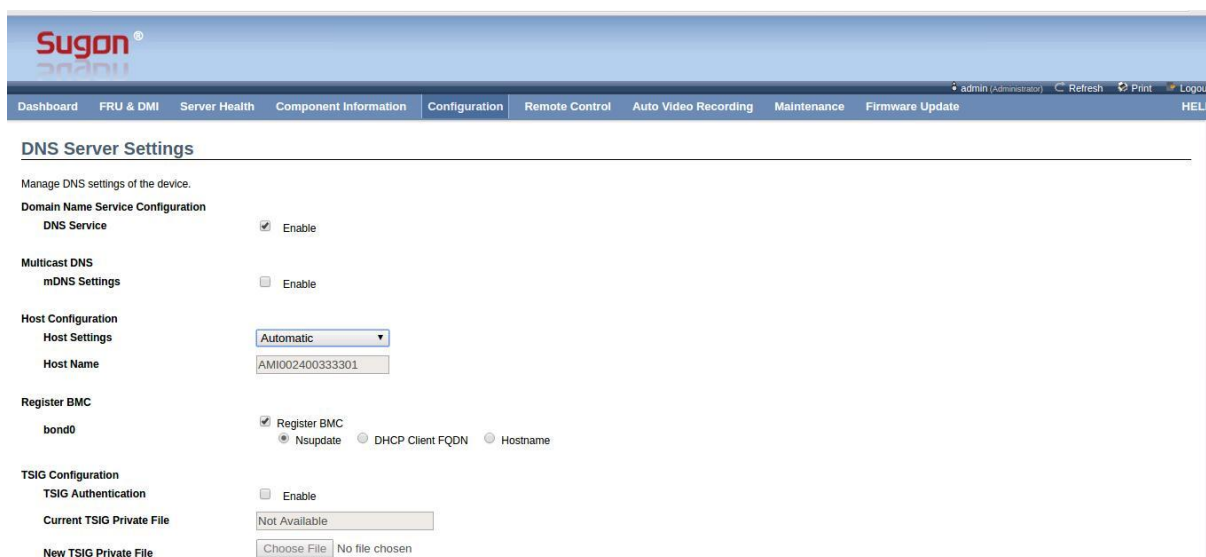 Sugon®
admin (Administrator) Refresh Print Logou
Dashboard FRU & DMI Server Health Component Information Configuration Remote Control Auto Video Recording Maintenance Firmware Update HEL
DNS Server Settings
Manage DNS settings of the device.
Domain Name Service Configuration
DNS Service Enable
Multicast DNS
mDNS Settings Enable
Host Configuration
Host Settings Automatic
Host Name AMI002400333301
Register BMC
bond0 Register BMC
Nsupdate DHCP Client FQDN Hostname
TSIG Configuration
TSIG Authentication Enable
Current TSIG Private File Not Available
New TSIG Private File Choose File No file chosen